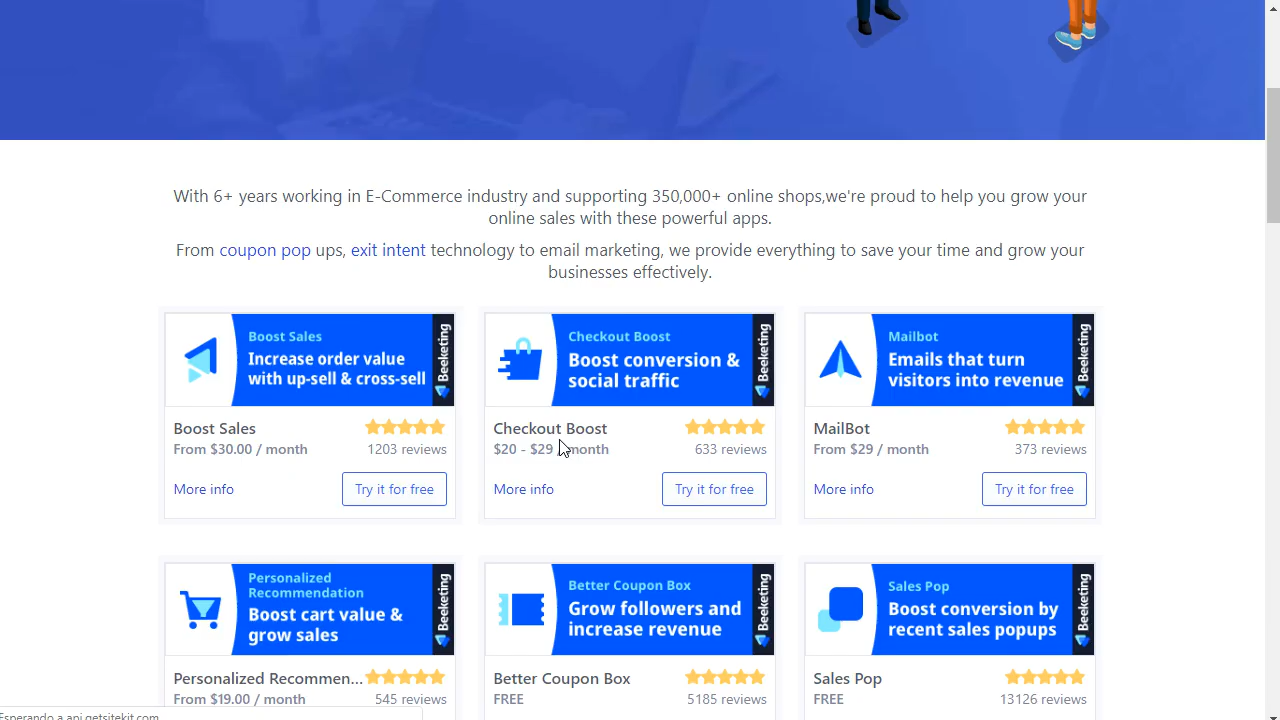 With 6+ years working in E-Commerce industry and supporting 350,000+ online shops,we're proud to help you grow your
online sales with these powerful apps.
From coupon pop ups, exit intent technology to email marketing, we provide everything to save your time and grow your
businesses effectively.
Boost Sales
Increase order value
with up-sell & cross-sell
Beeketing
Boost Sales
From $30.00 / month
1203 reviews
More info
Try it for free
Checkout Boost
Boost conversion &
social traffic
Beeketing
Checkout Boost
$20 - $29 /month
633 reviews
More info
Try it for free
Mailbot
Emails that turn
visitors into revenue
Beeketing
MailBot
From $29 / month
373 reviews
More info
Try it for free
Personalized
Recommendation
Boost cart value &
grow sales
Beeketing
Personalized Recommen...
From $19.00 / month
545 reviews
Better Coupon Box
Grow followers and
increase revenue
Beeketing
Better Coupon Box
FREE
5185 reviews
Sales Pop
Boost conversion by
recent sales popups
Beeketing
Sales Pop
FREE
13126 reviews
Esperando a api.getsitekit.com